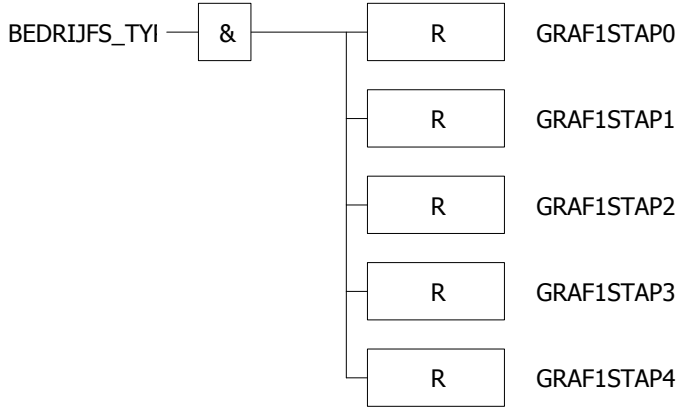 BEDRIJFS_TYI & R GRAF1STAP0
R GRAF1STAP1
R GRAF1STAP2
R GRAF1STAP3
R GRAF1STAP4